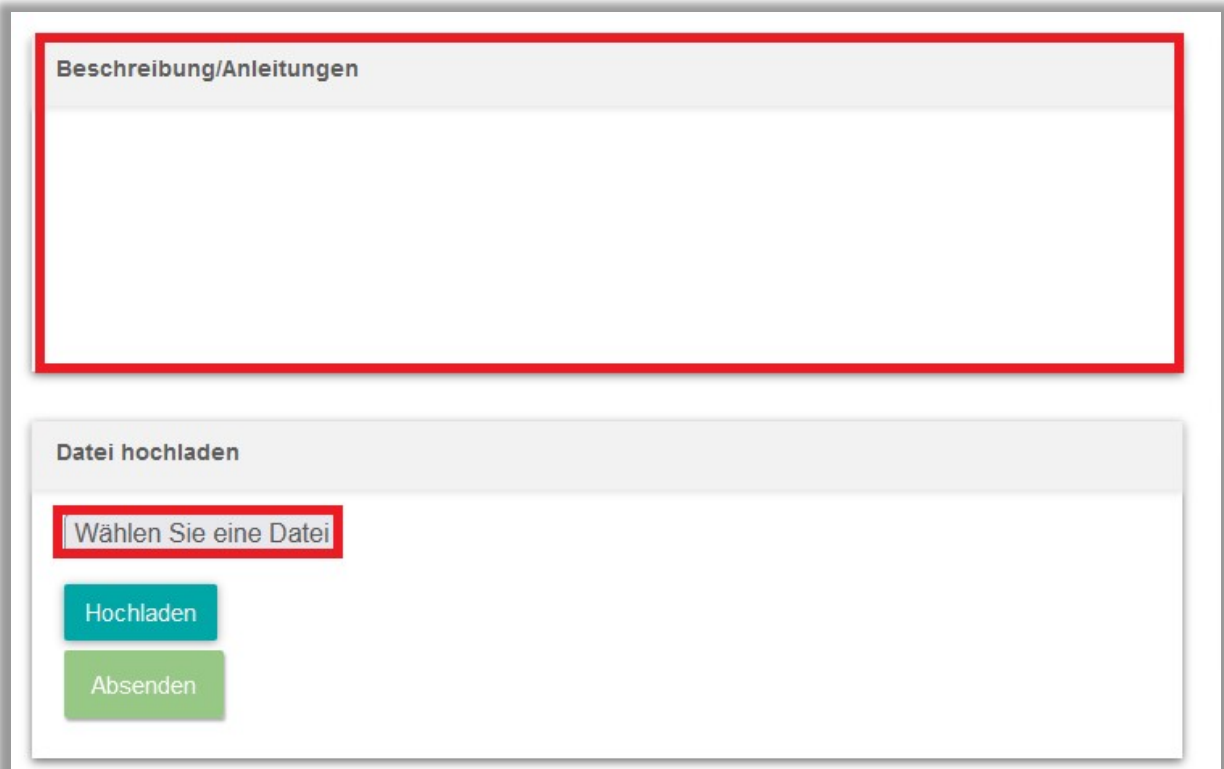 Beschreibung/Anleitungen
Datei hochladen
Wählen Sie eine Datei
Hochladen
Absenden